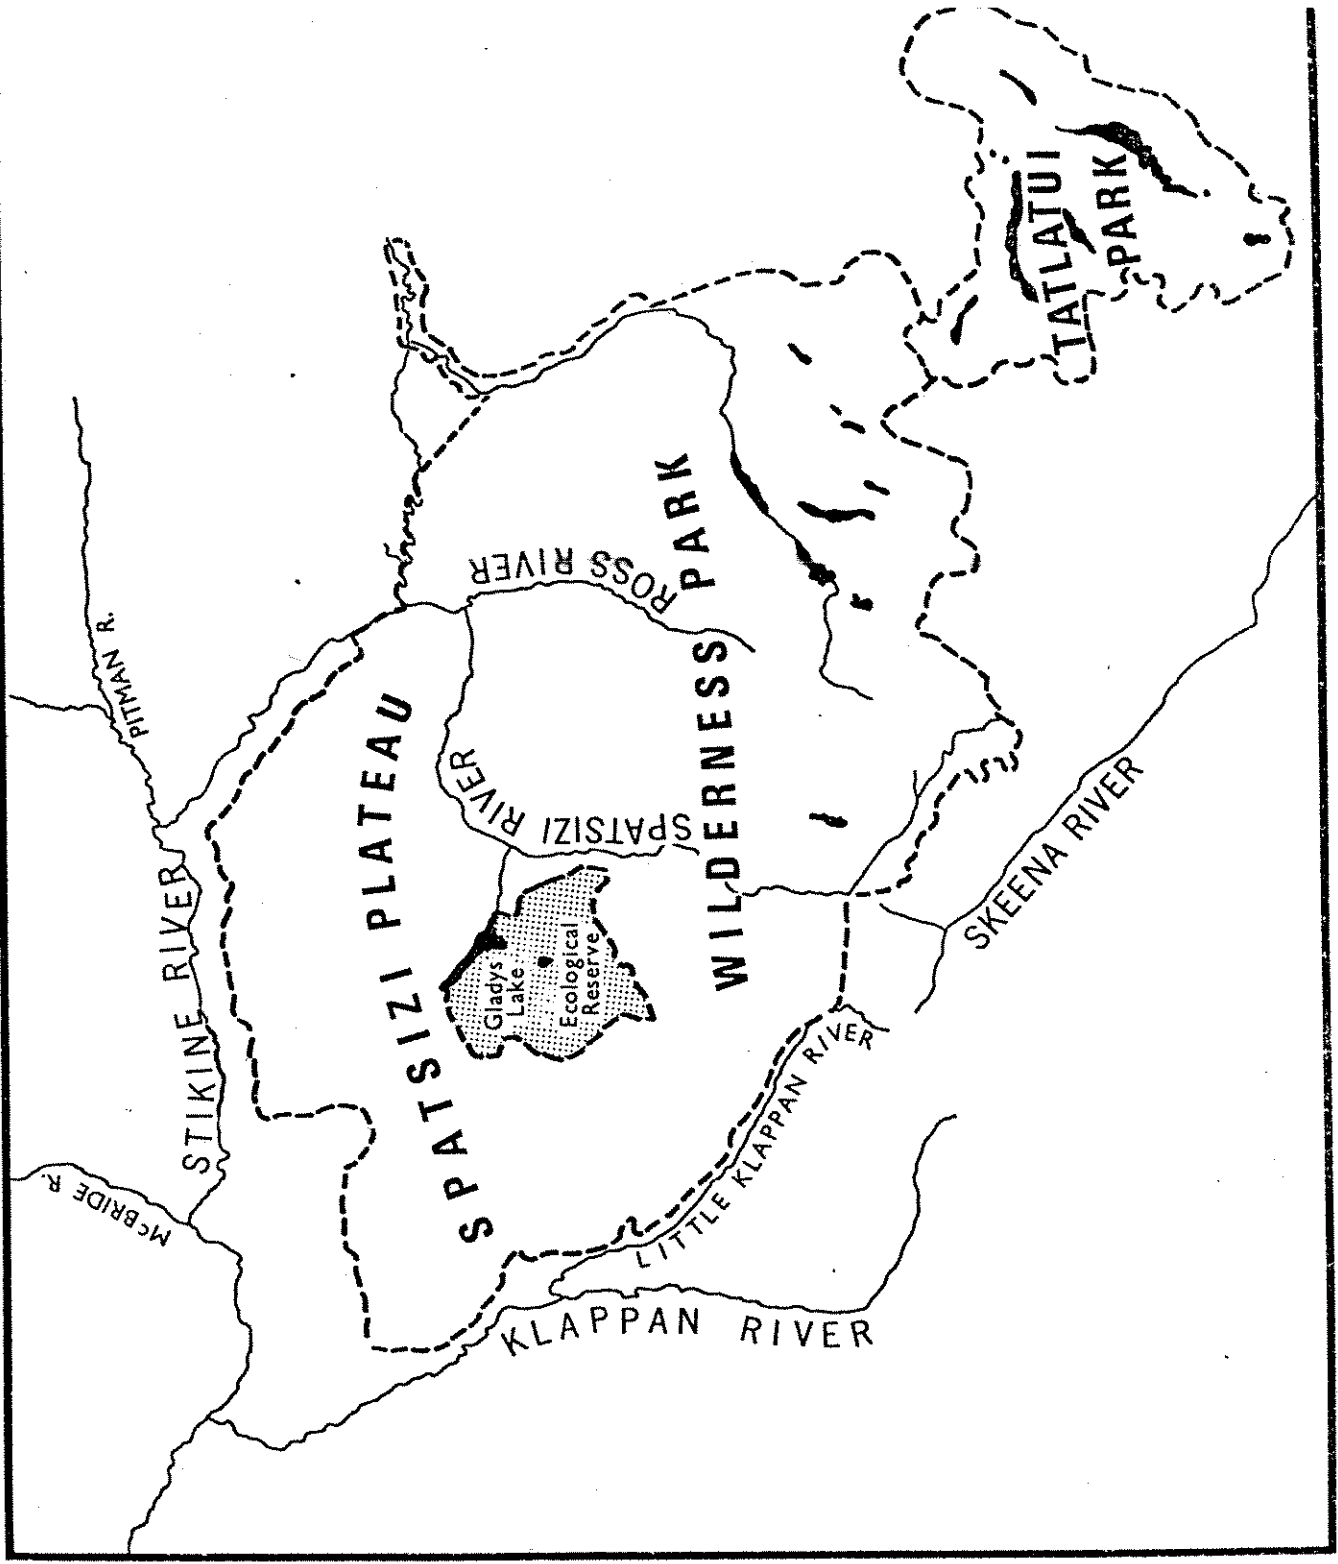 PITMAN R.
STIKINE RIVER
McBRIDE R.
SPATSIZI PLATEAU
WILDERNESS PARK
ROSS RIVER
SPATSIZI RIVER
Gladys
Lake
Ecological
Reserve
TATLATUI
PARK
SKEENA RIVER
LITTLE KLAPPAN RIVER
KLAPPAN RIVER